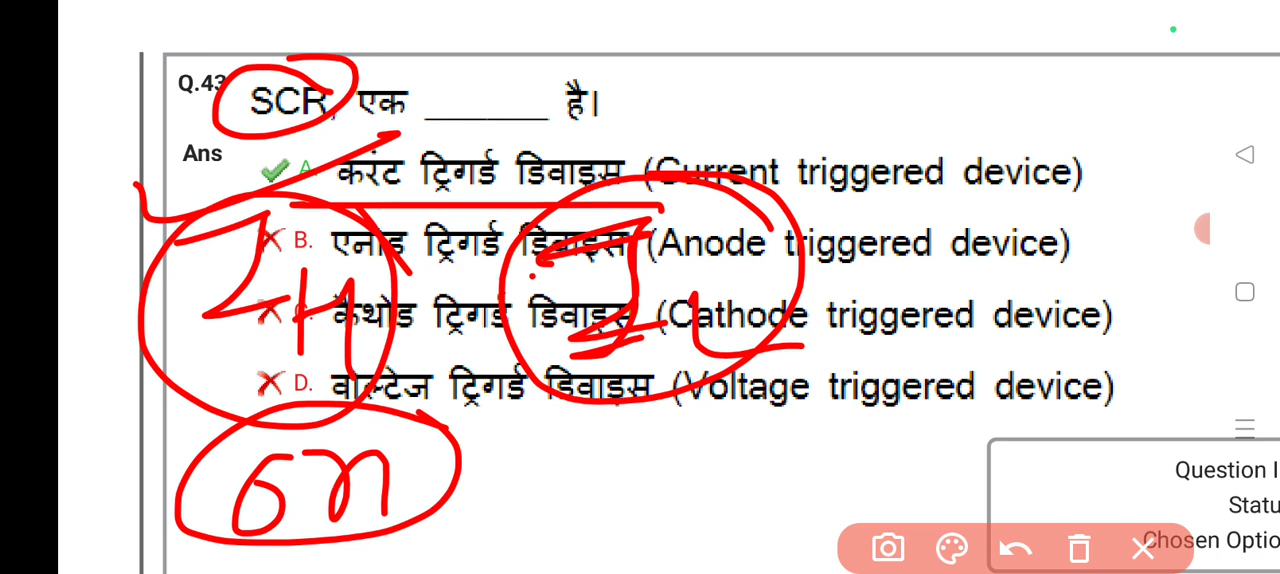 Q.43 SCR, एक ______ है।
Ans A. करंट ट्रिगर्ड डिवाइस (Current triggered device)
B. एनोड ट्रिगर्ड डिवाइस (Anode triggered device)
C. कैथोड ट्रिगर्ड डिवाइस (Cathode triggered device)
D. वोल्टेज ट्रिगर्ड डिवाइस (Voltage triggered device)
Question I
Statu
Chosen Optio